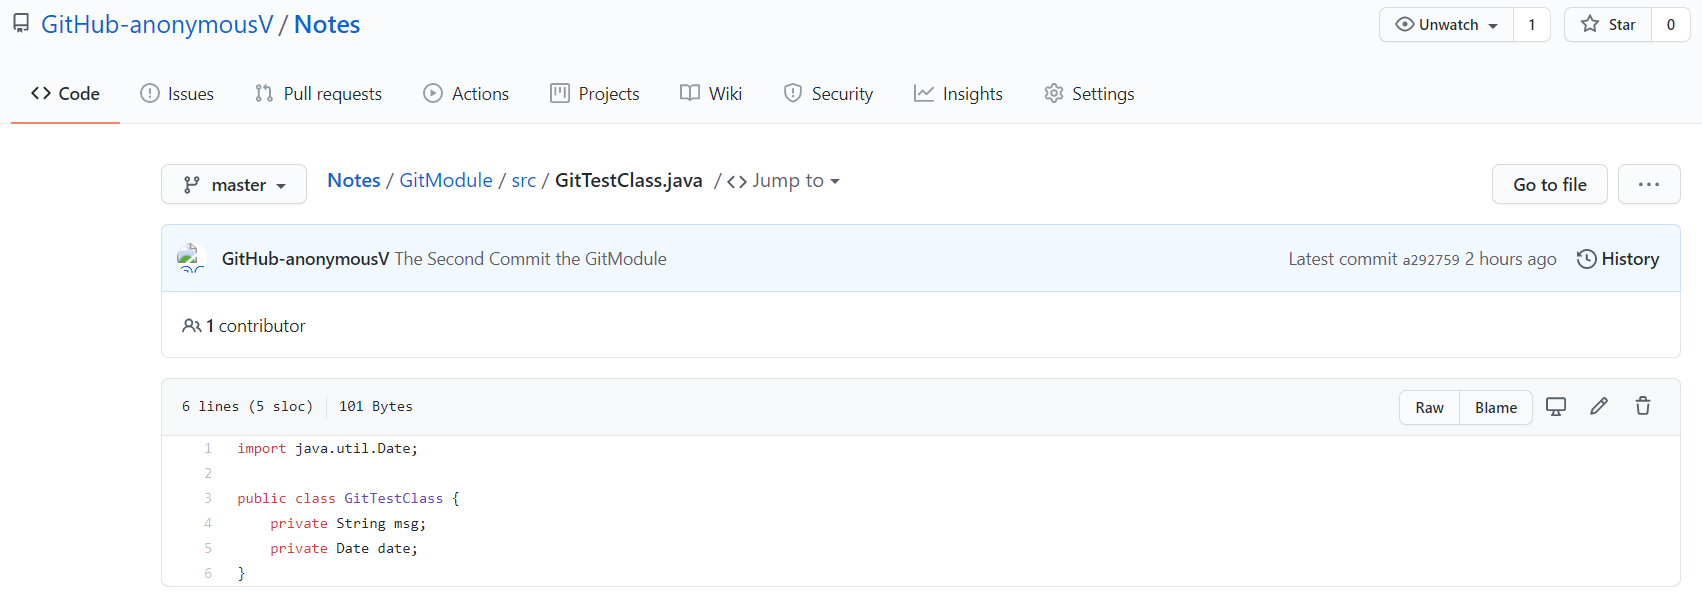 GitHub-anonymousV / Notes
Unwatch 1 Star 0
Code Issues Pull requests Actions Projects Wiki Security Insights Settings
master Notes / GitModule / src / GitTestClass.java / <> Jump to Go to file ...
GitHub-anonymousV The Second Commit the GitModule Latest commit a292759 2 hours ago History
1 contributor
6 lines (5 sloc) 101 Bytes Raw Blame
1 import java.util.Date;
2
3 public class GitTestClass {
4 private String msg;
5 private Date date;
6 }